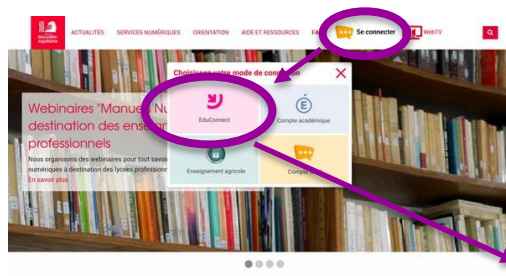 Nouvelle-
Aquitaine
ACTUALITÉS
SERVICES NUMÉRIQUES
ORIENTATION
AIDE ET RESSOURCES
Se connecter
WebTV
Choisissez votre mode de connexion
EduConnect
Compte académique
Enseignement agricole
Webinaires "Manuels Nu
destination des enseign
professionnels
Nous organisons des webinaires pour tout savoi
numériques à destination des lycées professionn
En savoir plus